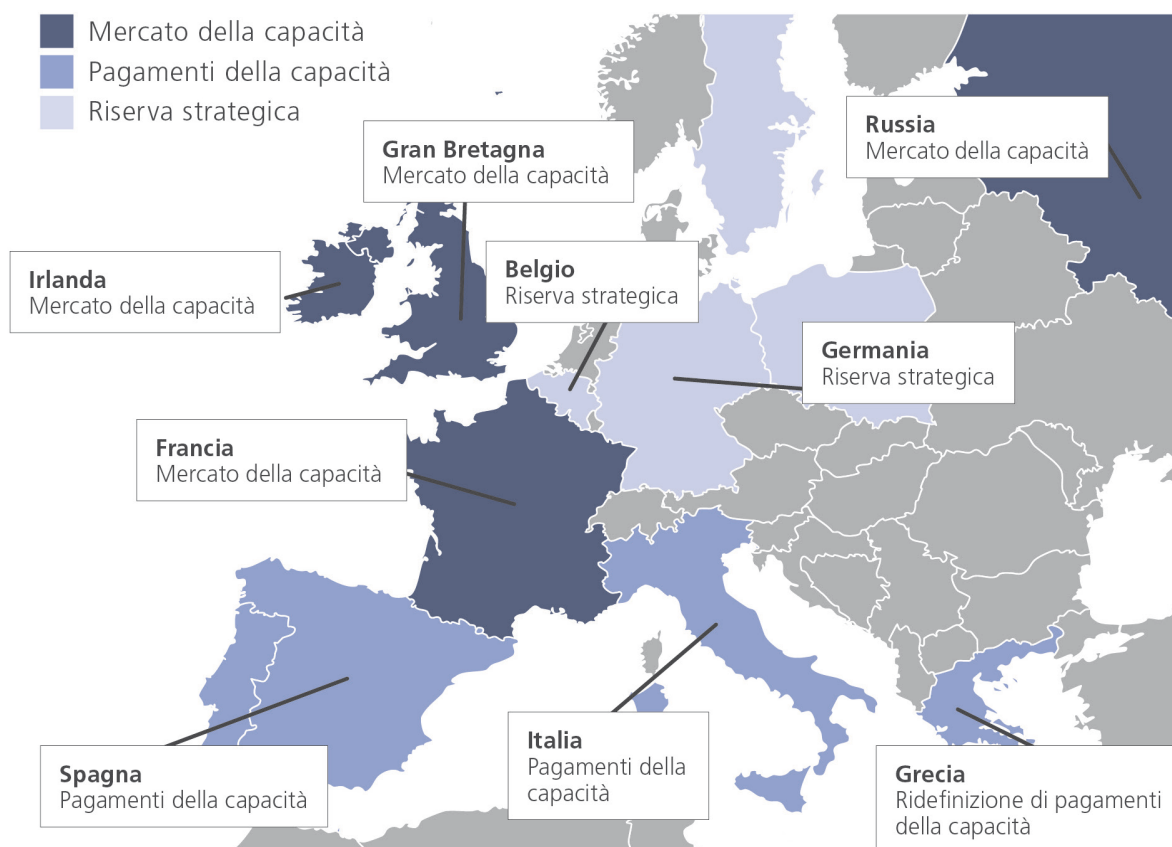 Mercato della capacità
Pagamenti della capacità
Riserva strategica
Gran Bretagna
Mercato della capacità
Russia
Mercato della capacità
Irlanda
Mercato della capacità
Belgio
Riserva strategica
Germania
Riserva strategica
Francia
Mercato della capacità
Spagna
Pagamenti della capacità
Italia
Pagamenti della
capacità
Grecia
Ridefinizione di pagamenti
della capacità